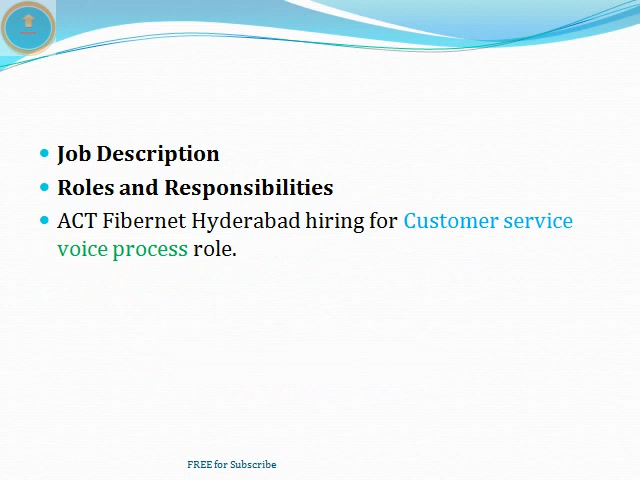 Job Description
Roles and Responsibilities
ACT Fibernet Hyderabad hiring for Customer service
voice process role.
FREE for Subscribe